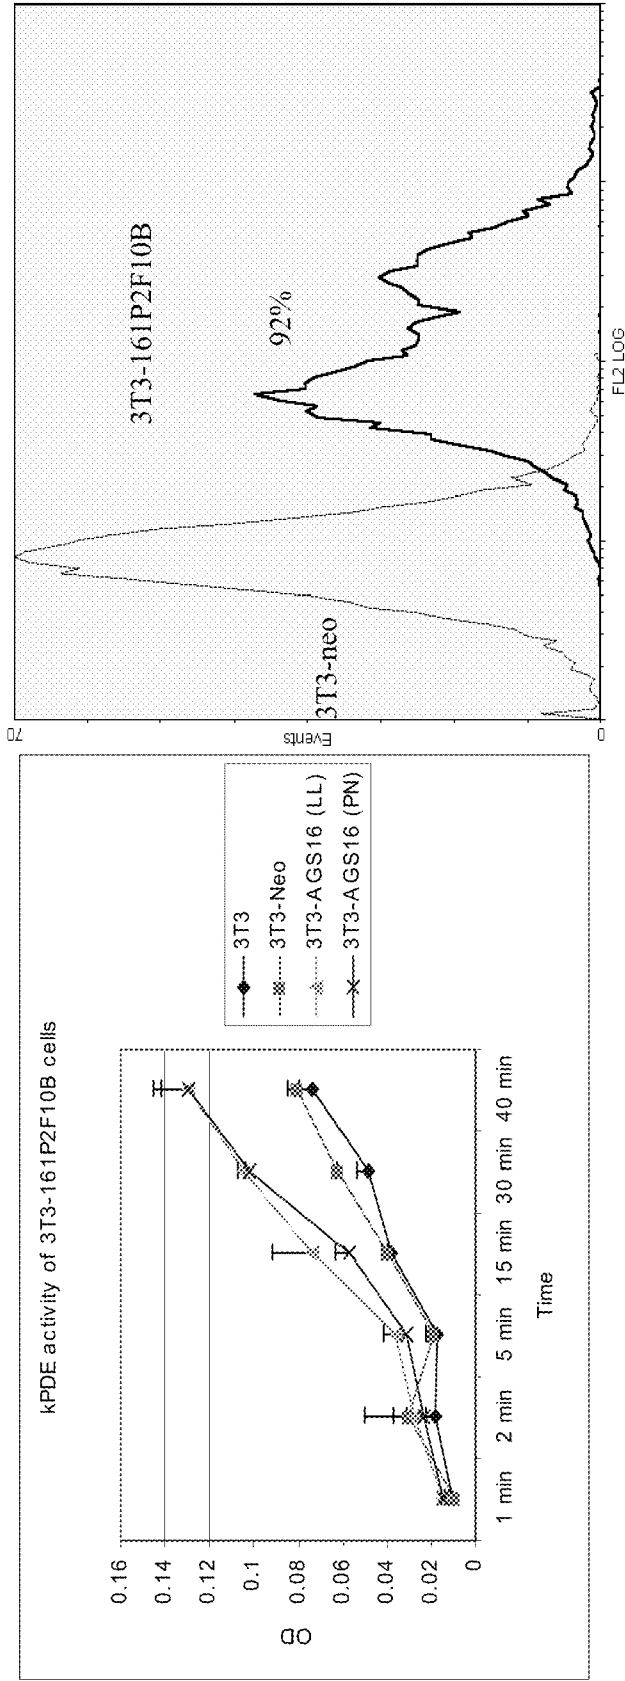 kPDE activity of 3T3-161P2F10B cells
OD
0.16
0.14
0.12
0.1
0.08
0.06
0.04
0.02
0
1 min 2 min 5 min 15 min 30 min 40 min
Time
3T3
3T3-Neo
3T3-AGS16 (LL)
3T3-AGS16 (PN)
70
Events
0
3T3-neo
3T3-161P2F10B
92%
FL2 LOG